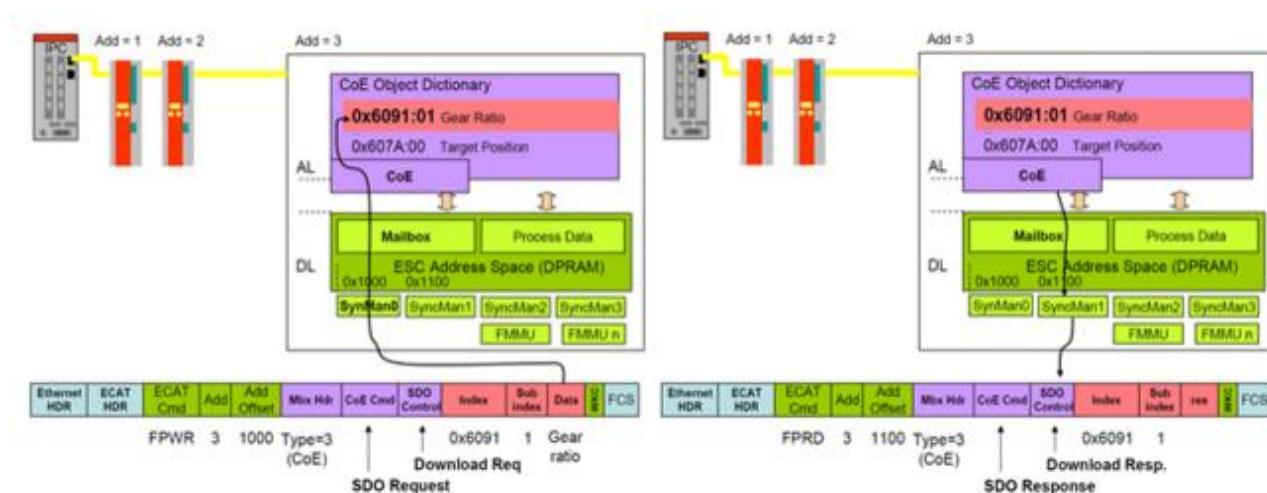 IPC
Add = 1
Add = 2
Add = 3
CoE Object Dictionary
0x6091:01 Gear Ratio
0x607A:00 Target Position
AL
CoE
Mailbox
Process Data
DL
ESC Address Space (DPRAM)
0x1000 0x1100
SynMan0
SyncMan1
SyncMan2
SyncMan3
FMMU
FMMU n
Ethernet HDR
ECAT HDR
ECAT Cmd
Add
Add Offset
Mbx Hdr
CoE Cmd
SDO Control
Index
Sub index
Data
WKC
FCS
FPWR 3 1000 Type=3 (CoE)
0x6091 1 Gear ratio
Download Req
SDO Request
IPC
Add = 1
Add = 2
Add = 3
CoE Object Dictionary
0x6091:01 Gear Ratio
0x607A:00 Target Position
AL
CoE
Mailbox
Process Data
DL
ESC Address Space (DPRAM)
0x1000 0x1100
SynMan0
SyncMan1
SyncMan2
SyncMan3
FMMU
FMMU n
Ethernet HDR
ECAT HDR
ECAT Cmd
Add
Add Offset
Mbx Hdr
CoE Cmd
SDO Control
Index
Sub index
res
WKC
FCS
FPRD 3 1100 Type=3 (CoE)
0x6091 1
Download Resp.
SDO Response